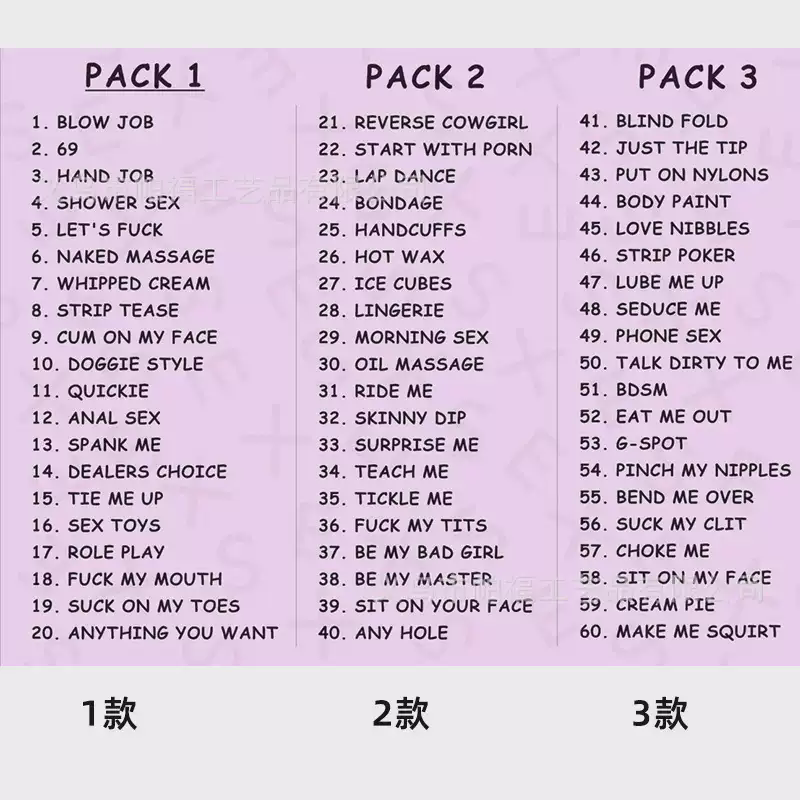 PACK 1
1. BLOW JOB
2. 69
3. HAND JOB
4. SHOWER SEX
5. LET'S FUCK
6. NAKED MASSAGE
7. WHIPPED CREAM
8. STRIP TEASE
9. CUM ON MY FACE
10. DOGGIE STYLE
11. QUICKIE
12. ANAL SEX
13. SPANK ME
14. DEALERS CHOICE
15. TIE ME UP
16. SEX TOYS
17. ROLE PLAY
18. FUCK MY MOUTH
19. SUCK ON MY TOES
20. ANYTHING YOU WANT
1款
PACK 2
21. REVERSE COWGIRL
22. START WITH PORN
23. LAP DANCE
24. BONDAGE
25. HANDCUFFS
26. HOT WAX
27. ICE CUBES
28. LINGERIE
29. MORNING SEX
30. OIL MASSAGE
31. RIDE ME
32. SKINNY DIP
33. SURPRISE ME
34. TEACH ME
35. TICKLE ME
36. FUCK MY TITS
37. BE MY BAD GIRL
38. BE MY MASTER
39. SIT ON YOUR FACE
40. ANY HOLE
2款
PACK 3
41. BLIND FOLD
42. JUST THE TIP
43. PUT ON NYLONS
44. BODY PAINT
45. LOVE NIBBLES
46. STRIP POKER
47. LUBE ME UP
48. SEDUCE ME
49. PHONE SEX
50. TALK DIRTY TO ME
51. BDSM
52. EAT ME OUT
53. G-SPOT
54. PINCH MY NIPPLES
55. BEND ME OVER
56. SUCK MY CLIT
57. CHOKE ME
58. SIT ON MY FACE
59. CREAM PIE
60. MAKE ME SQUIRT
3款